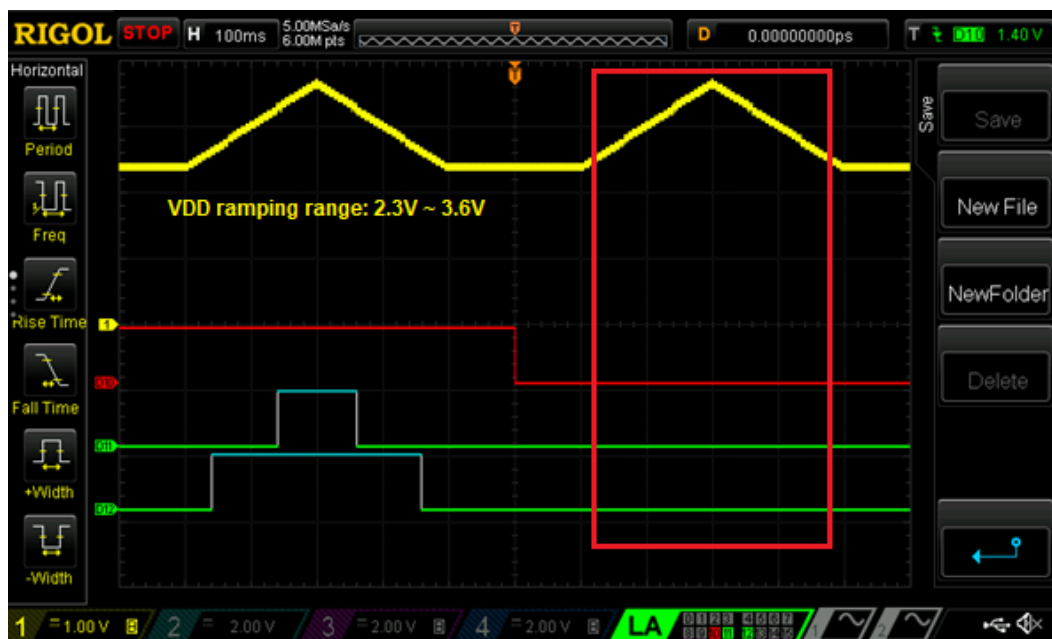 RIGOL STOP H 100ms 5.00MSa/s 6.00M pts D 0.00000000ps T D10 1.40 V
T
Horizontal
Period
Freq
Rise Time
Fall Time
+Width
-Width
VDD ramping range: 2.3V ~ 3.6V
1
D10
D11
D12
Save
Save
New File
NewFolder
Delete
1 = 1.00 V B 2 = 2.00 V 3 = 2.00 V B 4 = 2.00 V B LA